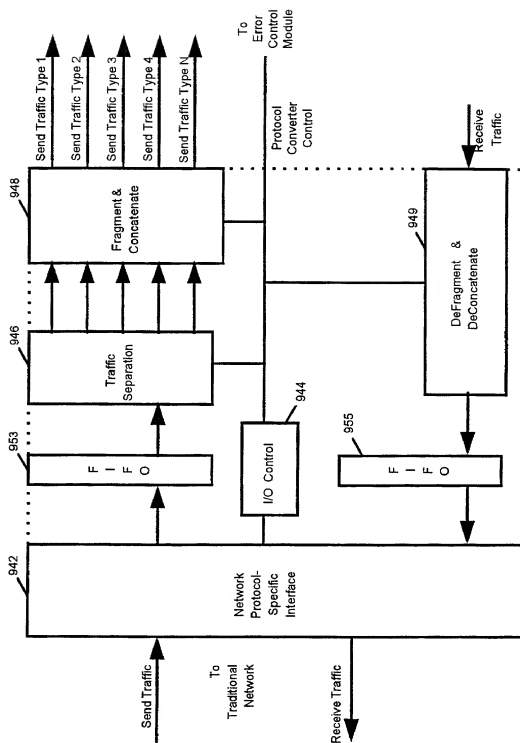 Send Traffic
To
Traditional
Network
Receive Traffic
942
Network
Protocol-
Specific
Interface
953
F I F O
946
Traffic
Separation
948
Fragment &
Concatenate
Send Traffic Type 1
Send Traffic Type 2
Send Traffic Type 3
Send Traffic Type 4
Send Traffic Type N
944
I/O Control
Protocol
Converter
Control
To
Error
Control
Module
955
F I F O
949
DeFragment &
DeConcatenate
Receive
Traffic